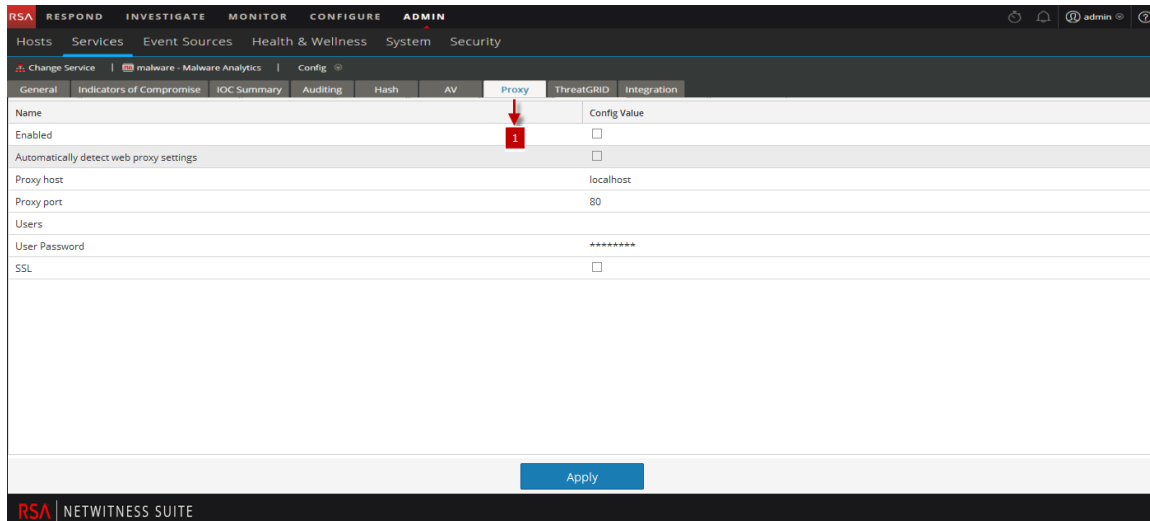 RSA RESPOND INVESTIGATE MONITOR CONFIGURE ADMIN admin ?
Hosts Services Event Sources Health & Wellness System Security
Change Service | malware - Malware Analytics | Config
General Indicators of Compromise IOC Summary Auditing Hash AV Proxy ThreatGRID Integration
Name Config Value
1
Enabled
Automatically detect web proxy settings
Proxy host localhost
Proxy port 80
Users
User Password ********
SSL
Apply
RSA | NETWITNESS SUITE